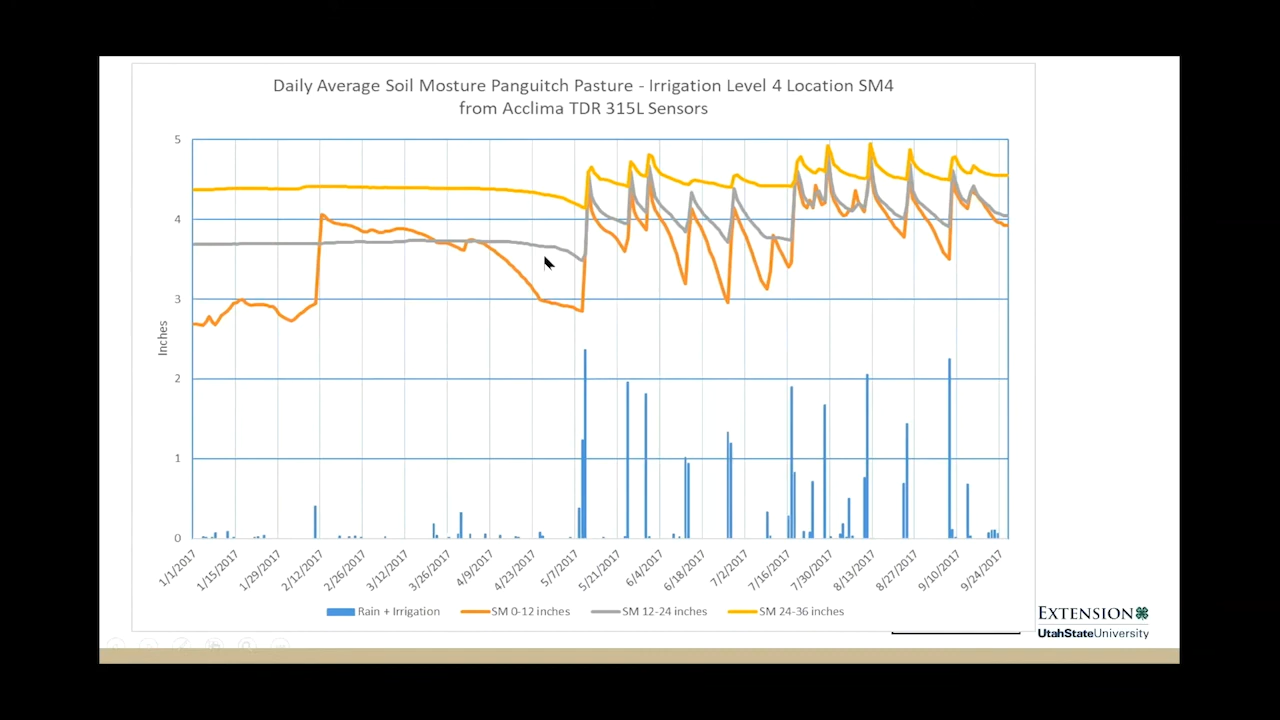 Daily Average Soil Mosture Panguitch Pasture - Irrigation Level 4 Location SM4
from Acclima TDR 315L Sensors
5
4
3
2
1
0
Inches
1/1/2017
1/15/2017
1/29/2017
2/12/2017
2/26/2017
3/12/2017
3/26/2017
4/9/2017
4/23/2017
5/7/2017
5/21/2017
6/4/2017
6/18/2017
7/2/2017
7/16/2017
7/30/2017
8/13/2017
8/27/2017
9/10/2017
9/24/2017
Rain + Irrigation
SM 0-12 inches
SM 12-24 inches
SM 24-36 inches
EXTENSION
UtahStateUniversity